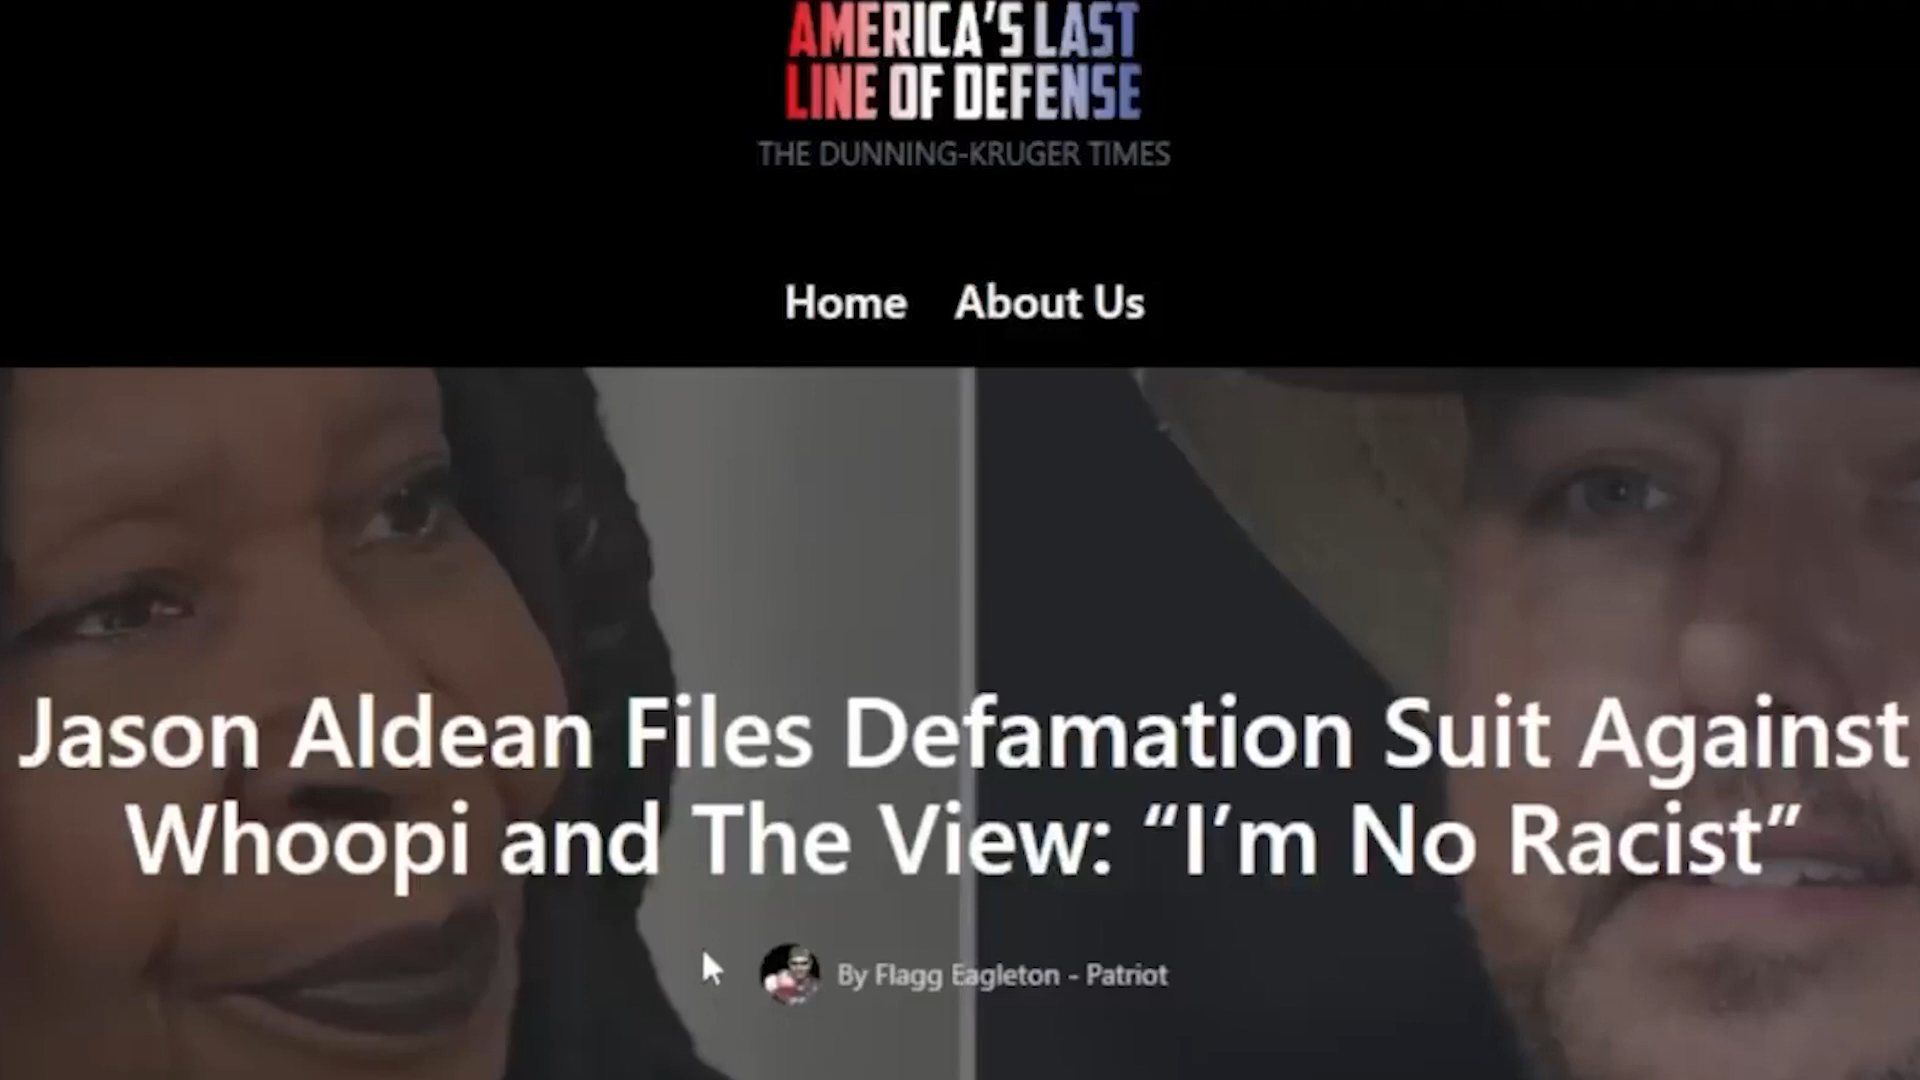 AMERICA'S LAST
LINE OF DEFENSE
THE DUNNING-KRUGER TIMES
Home About Us
Jason Aldean Files Defamation Suit Against
Whoopi and The View: “I’m No Racist”
By Flagg Eagleton - Patriot